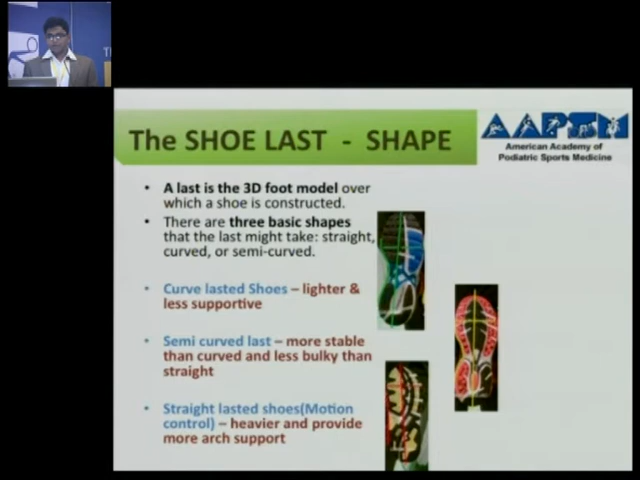 The SHOE LAST - SHAPE
AAPSM
American Academy of
Podiatric Sports Medicine
• A last is the 3D foot model over
which a shoe is constructed.
• There are three basic shapes
that the last might take: straight,
curved, or semi-curved.
• Curve lasted Shoes – lighter &
less supportive
• Semi curved last – more stable
than curved and less bulky than
straight
• Straight lasted shoes(Motion
control) – heavier and provide
more arch support